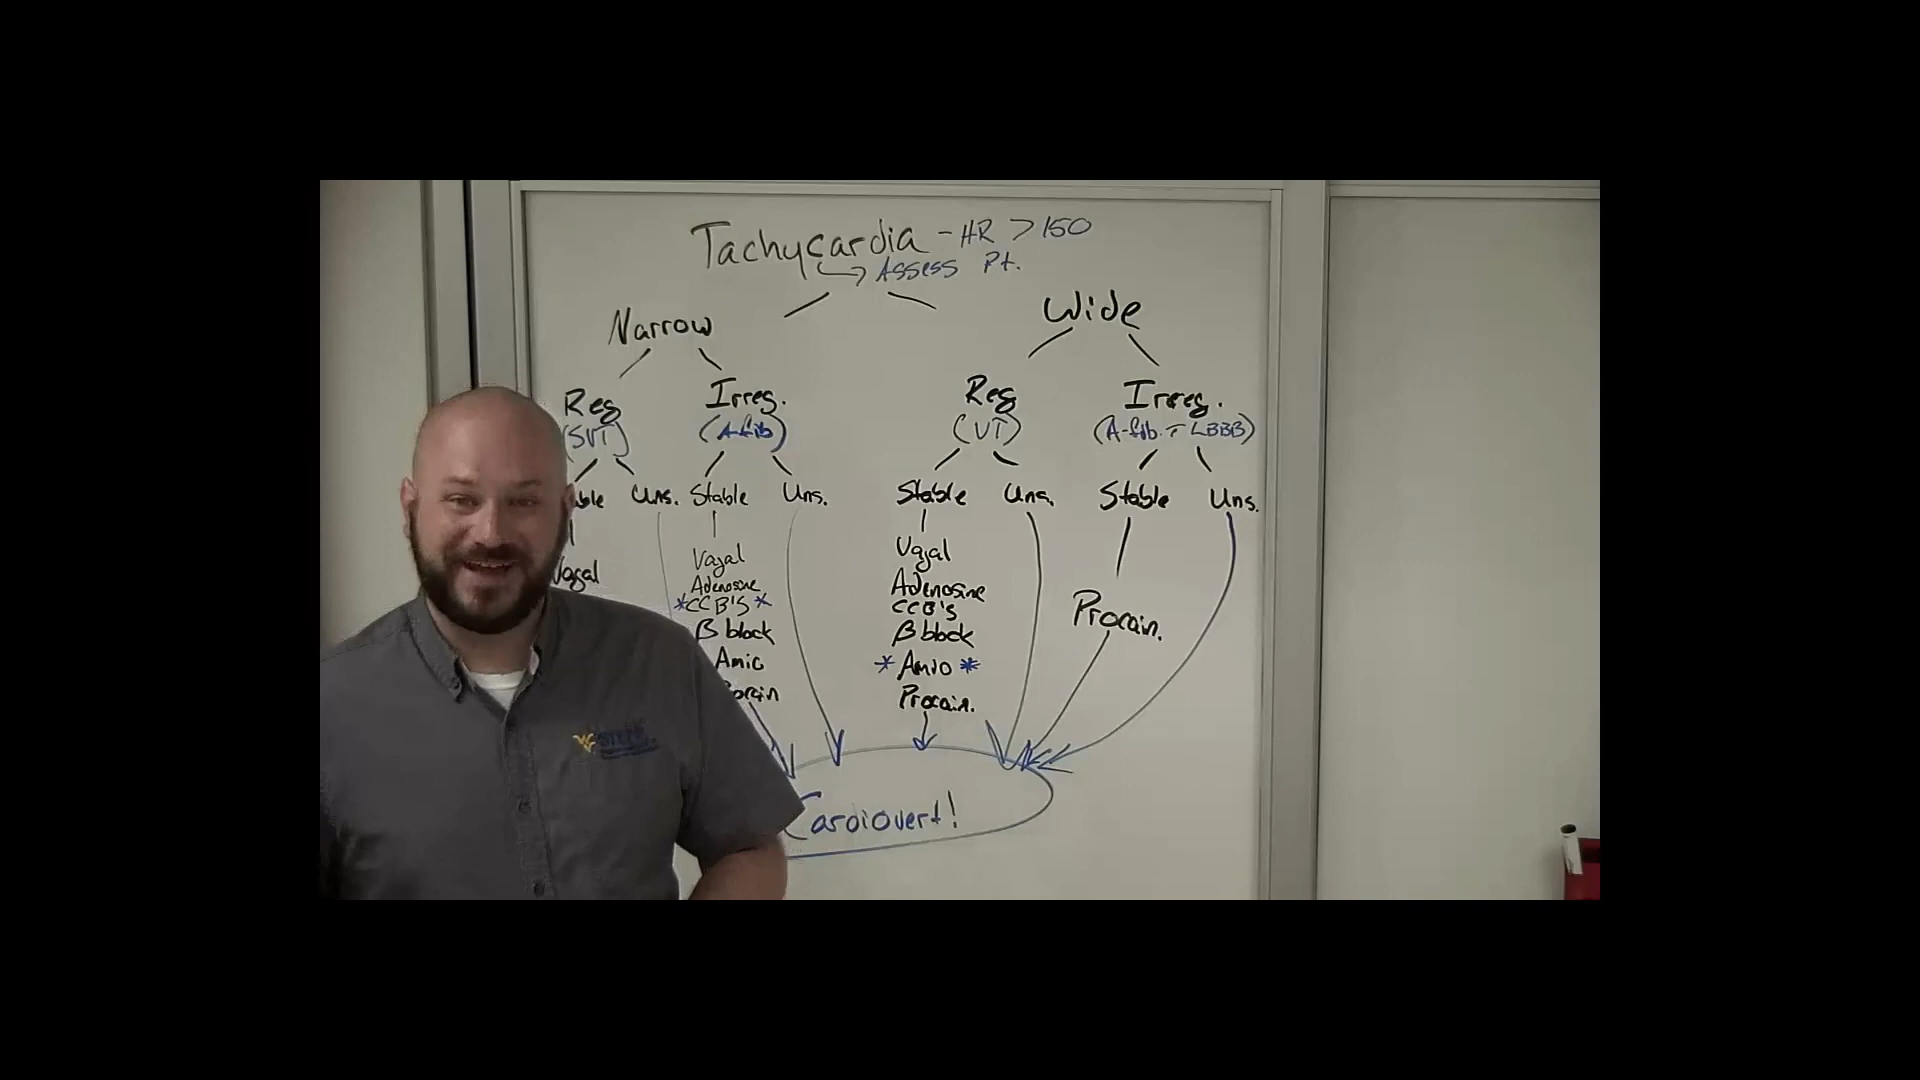 Tachycardia - HR > 150
↳ Assess Pt.
Narrow
Wide
Reg
(SVT)
Irreg.
(A-fib)
Reg
(VT)
Irreg.
(A-fib. c̄ LBBB)
Uns.
Stable
Uns.
Stable
Uns.
Stable
Uns.
Vagal
Vagal
Adenosine
*CCB'S*
β block
Amio
Vagal
Adenosine
CCB's
β block
*Amio*
Procain.
Procain.
Cardiovert!